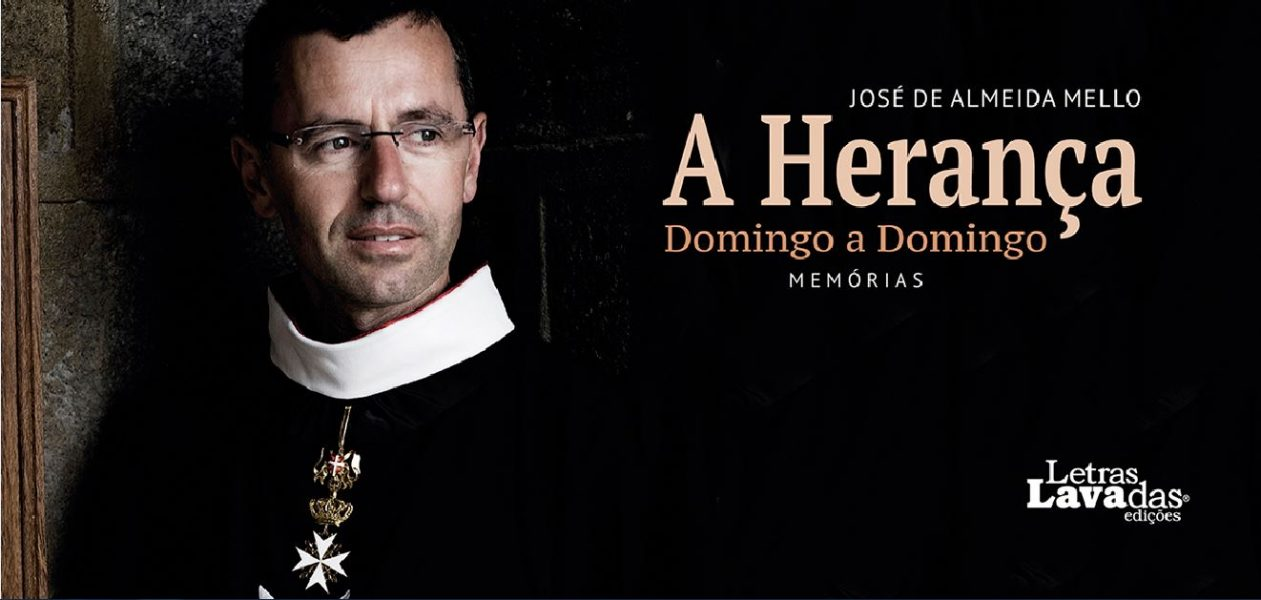 JOSÉ DE ALMEIDA MELLO
A Herança
Domingo a Domingo
MEMÓRIAS
Letras
LAVAdas®
edições